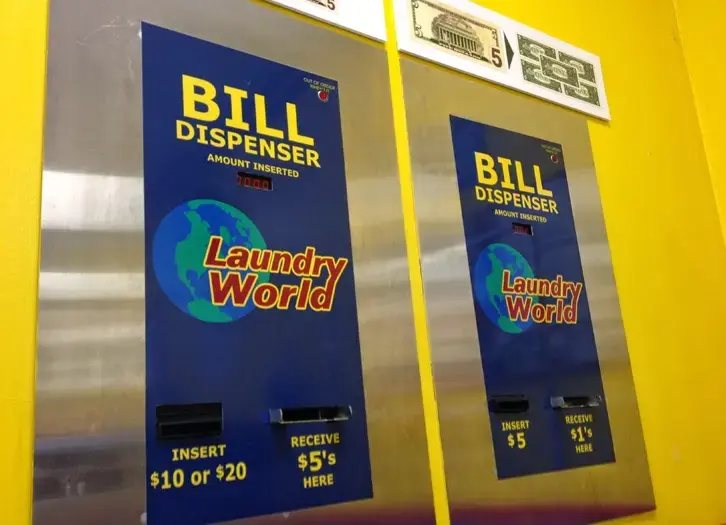 5
BILL
DISPENSER
AMOUNT INSERTED
Laundry
World
INSERT
$10 or $20
RECEIVE
$5's
HERE
5
BILL
DISPENSER
AMOUNT INSERTED
Laundry
World
INSERT
$5
RECEIVE
$1's
HERE